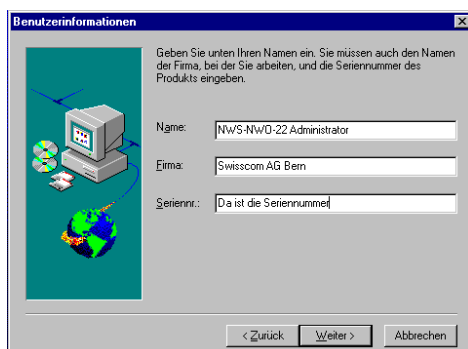 Benutzerinformationen
Geben Sie unten Ihren Namen ein. Sie müssen auch den Namen
der Firma, bei der Sie arbeiten, und die Seriennummer des
Produkts eingeben.
Name: NWS-NWO-22 Administrator
Firma: Swisscom AG Bern
Seriennr.: Da ist die Seriennummer
< Zurück Weiter > Abbrechen